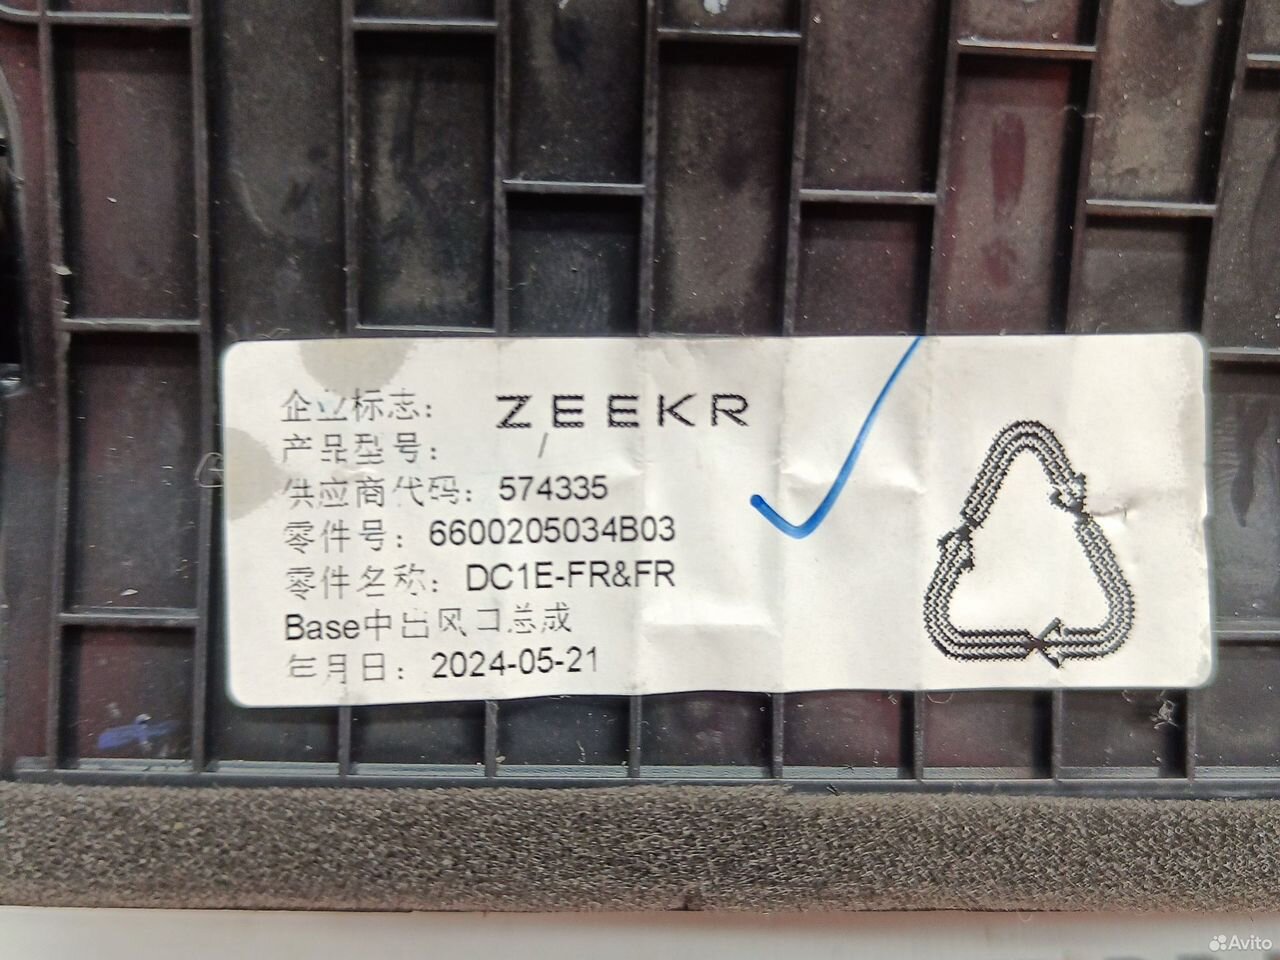 企业标志： ZEEKR
产品型号： /
供应商代码： 574335
零件号： 6600205034B03
零件名称： DC1E-FR&FR
Base中出风口总成
年月日： 2024-05-21
Avito